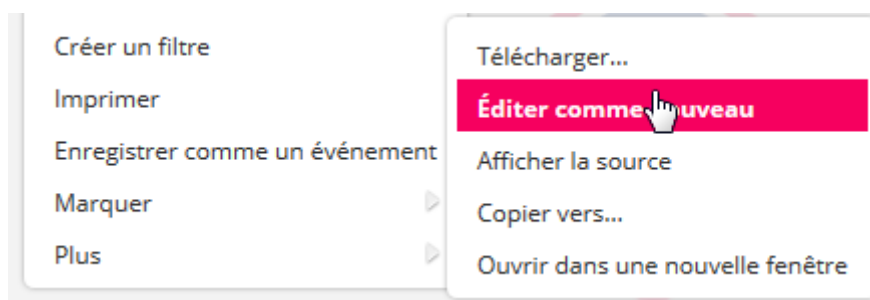 Créer un filtre
Imprimer
Enregistrer comme un événement
Marquer
Plus
Télécharger...
Éditer comme uveau
Afficher la source
Copier vers...
Ouvrir dans une nouvelle fenêtre